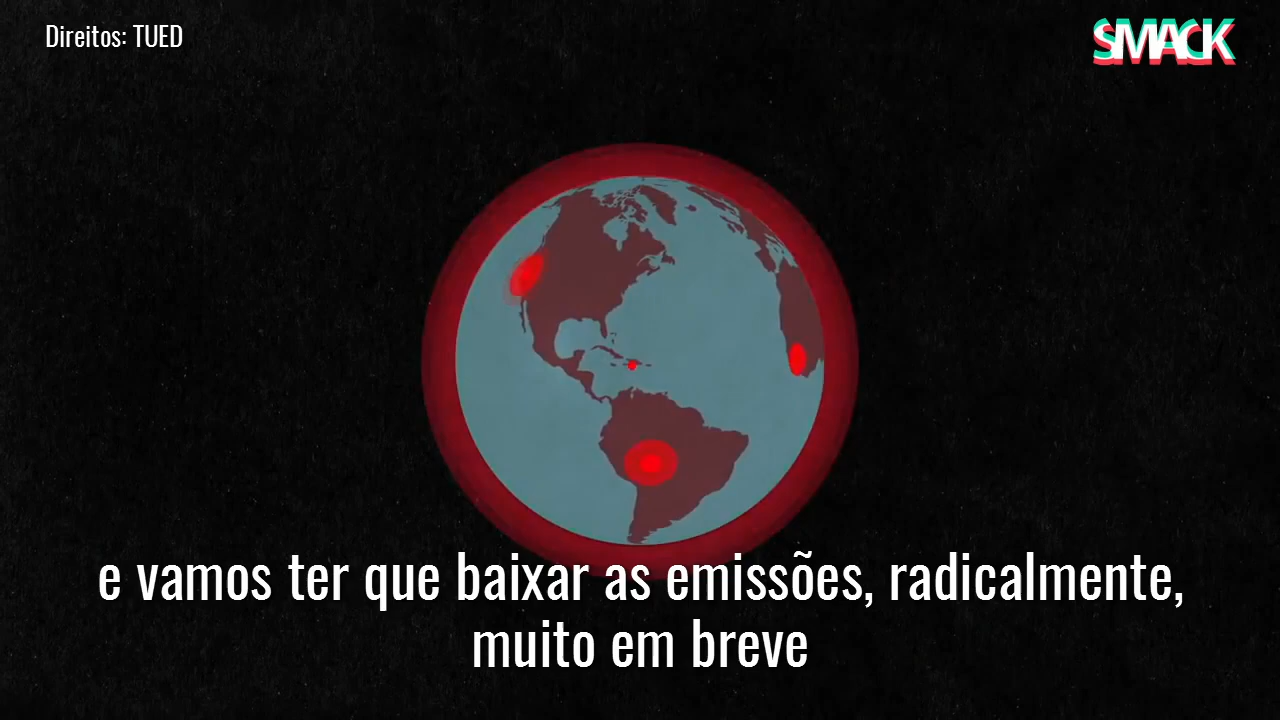 Direitos: TUED
SMACK
e vamos ter que baixar as emissões, radicalmente,
muito em breve